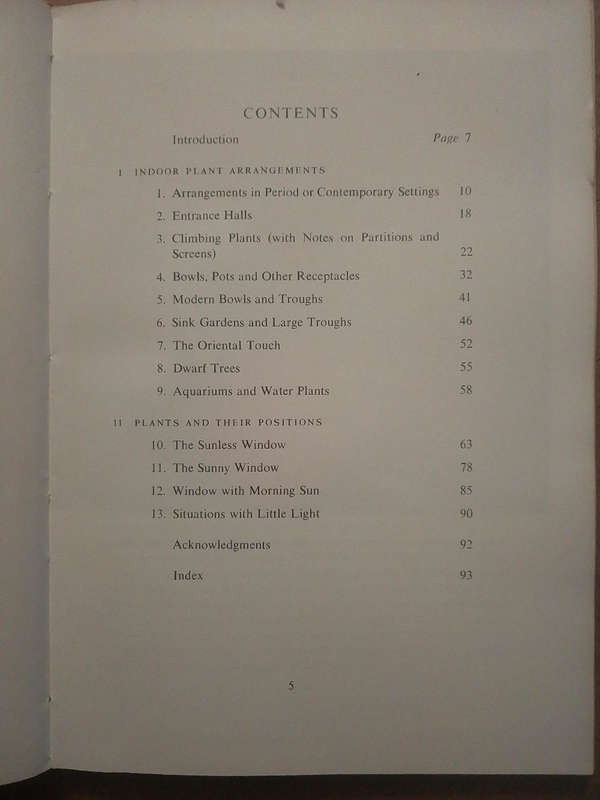 CONTENTS
Introduction Page 7
I INDOOR PLANT ARRANGEMENTS
1. Arrangements in Period or Contemporary Settings 10
2. Entrance Halls 18
3. Climbing Plants (with Notes on Partitions and
Screens) 22
4. Bowls, Pots and Other Receptacles 32
5. Modern Bowls and Troughs 41
6. Sink Gardens and Large Troughs 46
7. The Oriental Touch 52
8. Dwarf Trees 55
9. Aquariums and Water Plants 58
II PLANTS AND THEIR POSITIONS
10. The Sunless Window 63
11. The Sunny Window 78
12. Window with Morning Sun 85
13. Situations with Little Light 90
Acknowledgments 92
Index 93
5